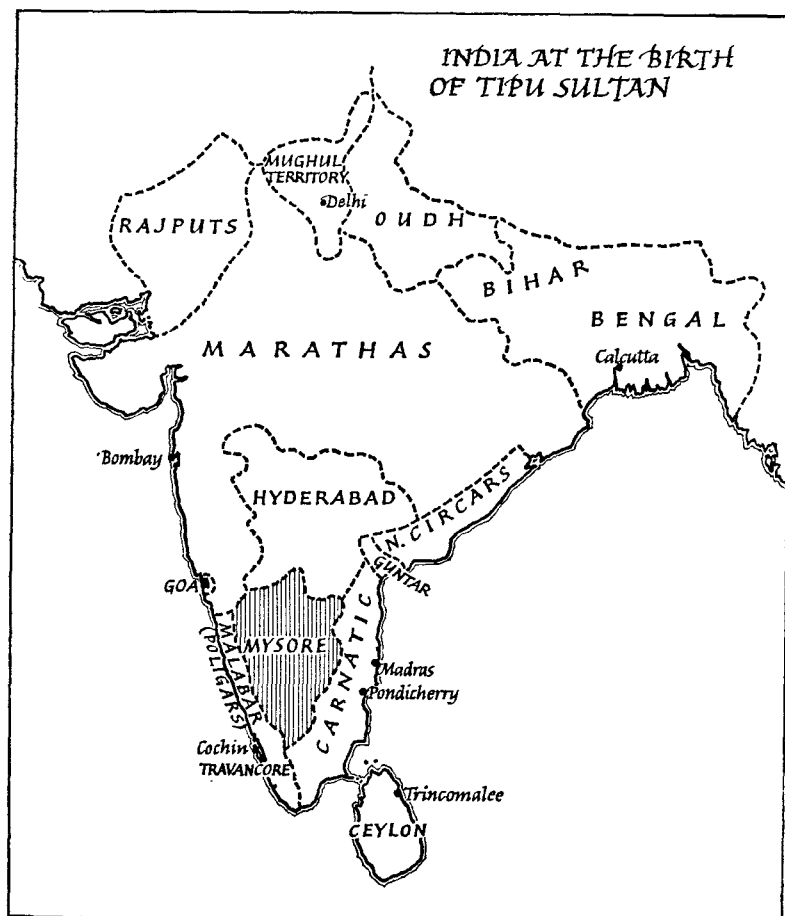 INDIA AT THE BIRTH
OF TIPU SULTAN
MUGHUL
TERRITORY
Delhi
RAJPUTS
OUDH
BIHAR
BENGAL
MARATHAS
Calcutta
Bombay
HYDERABAD
N. CIRCARS
GUNTAR
GOA
MALABAR
(POLIGARS)
MYSORE
CARNATIC
Madras
Pondicherry
Cochin
TRAVANCORE
Trincomalee
CEYLON